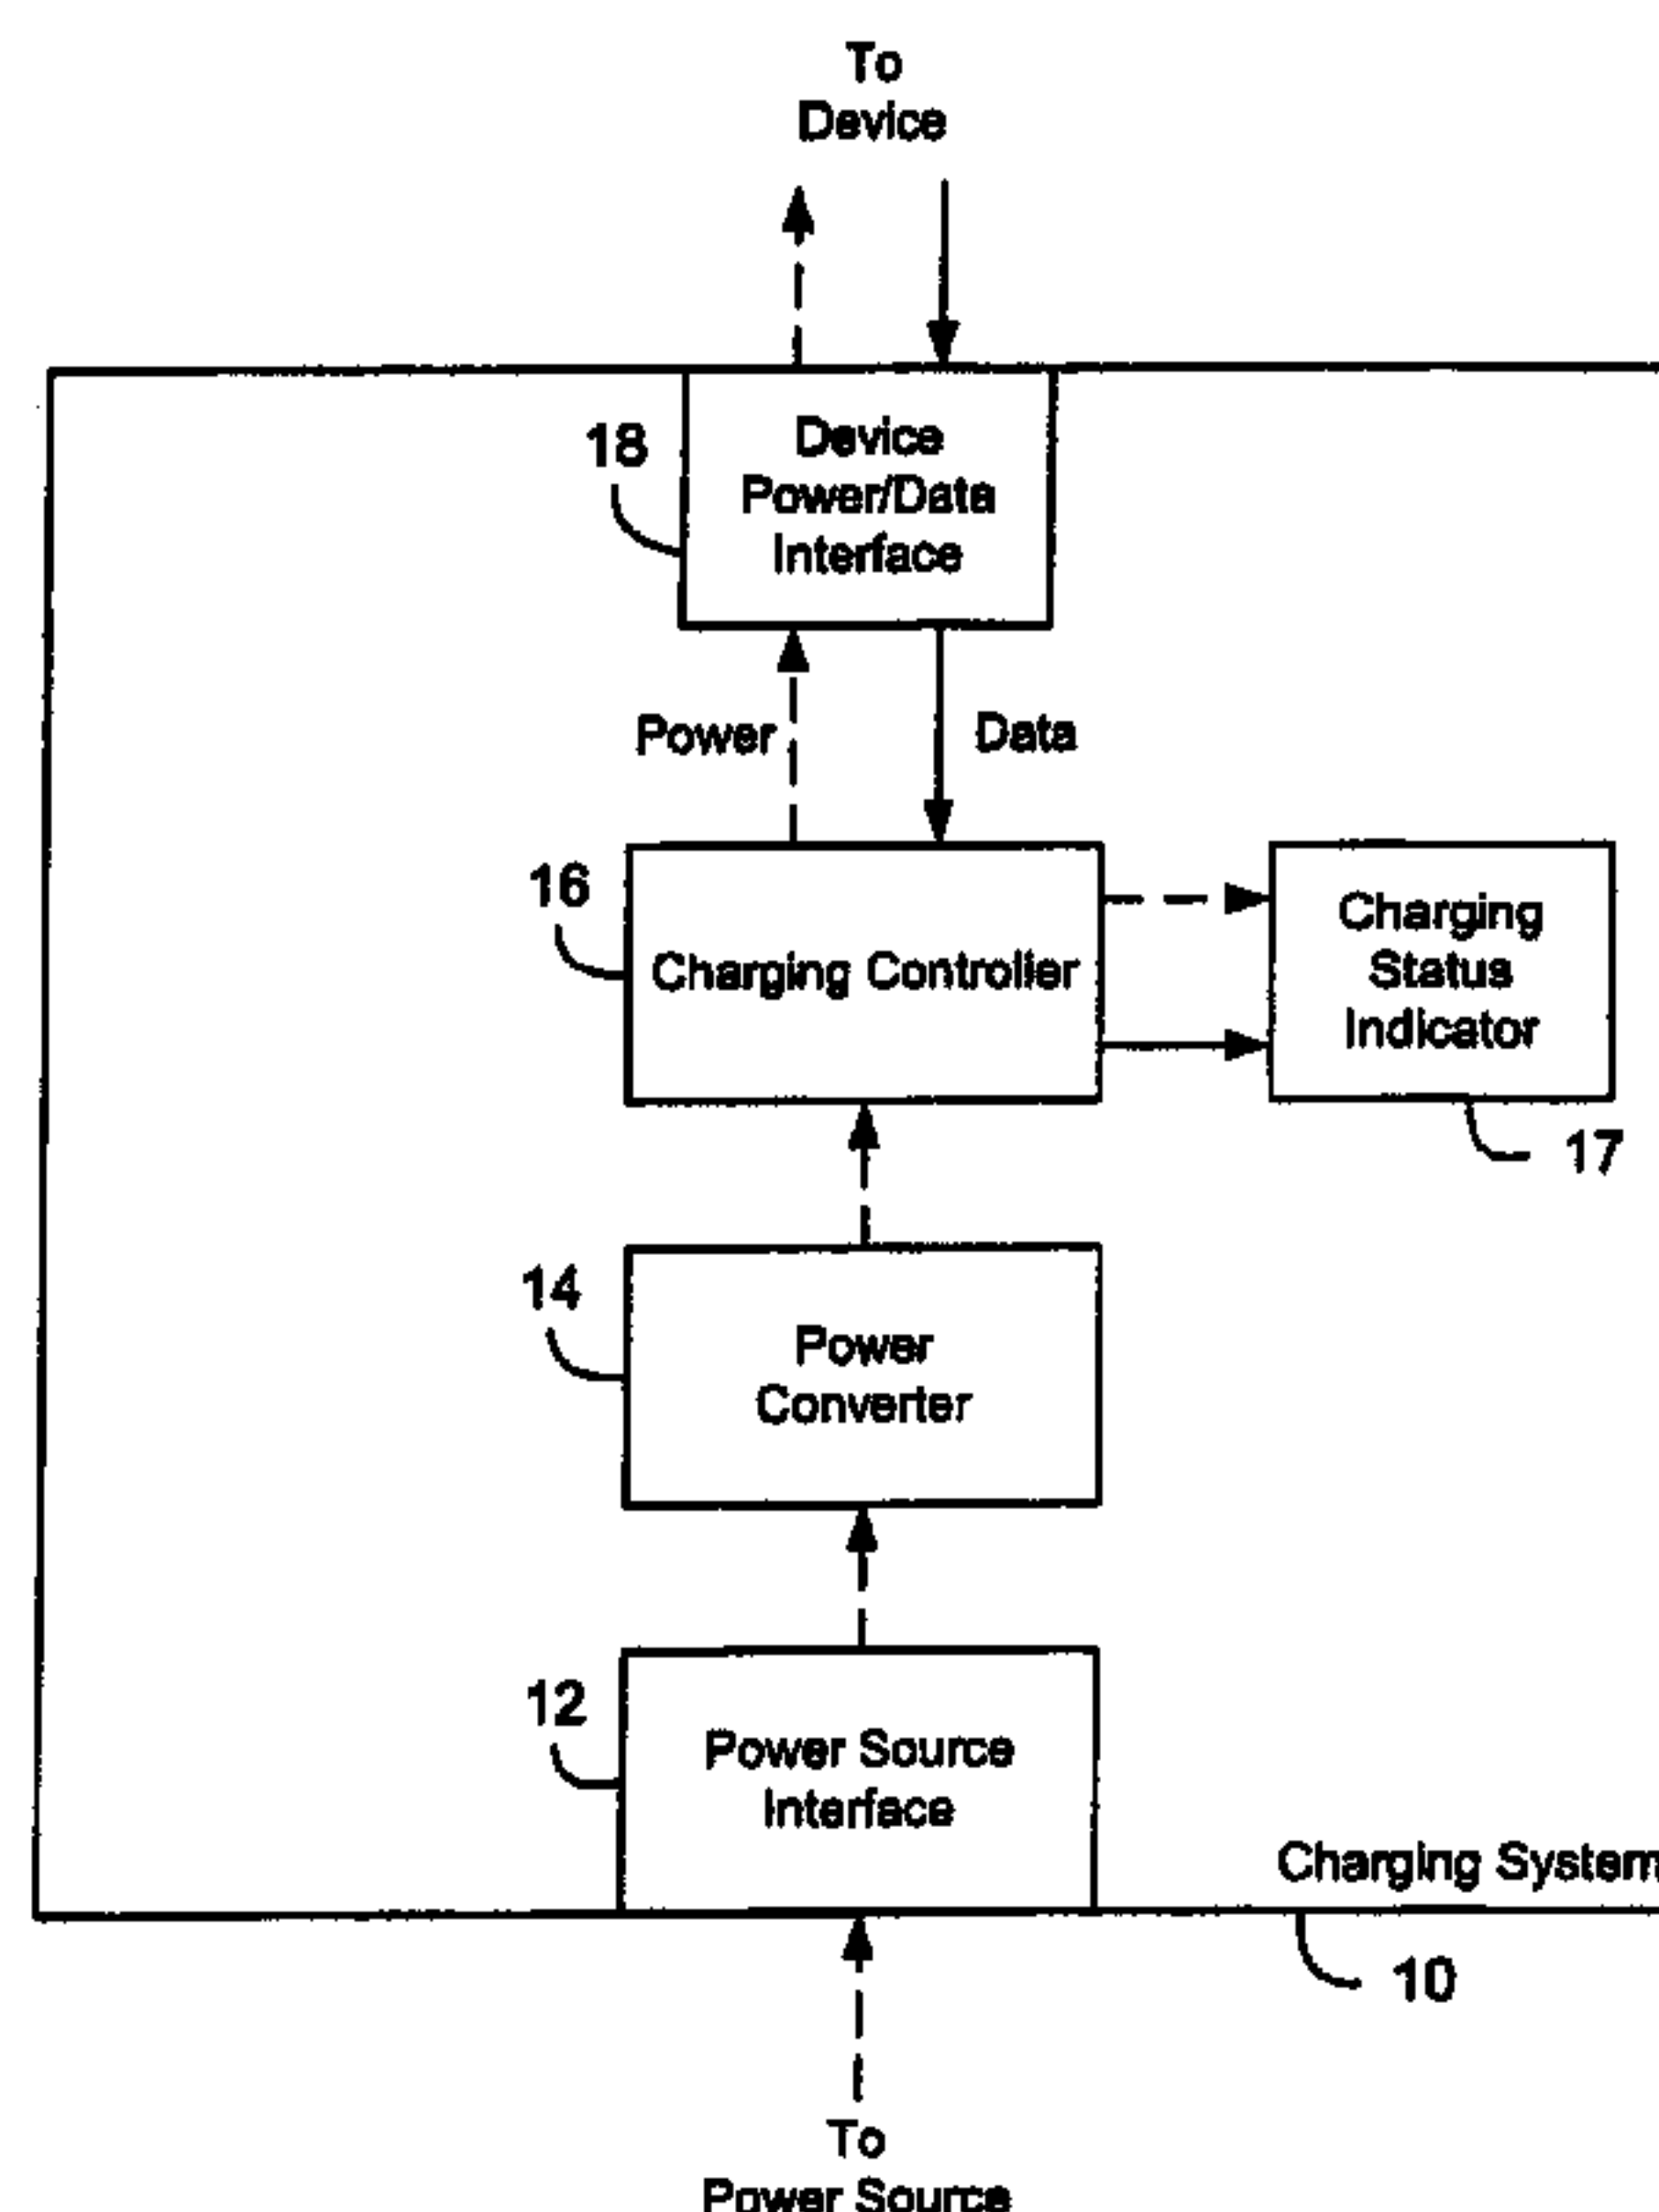 To
Device
18
Device
Power/Data
Interface
Power
Data
16
Charging Controller
Charging
Status
Indicator
17
14
Power
Converter
12
Power Source
Interface
Charging System
10
To
Power Source